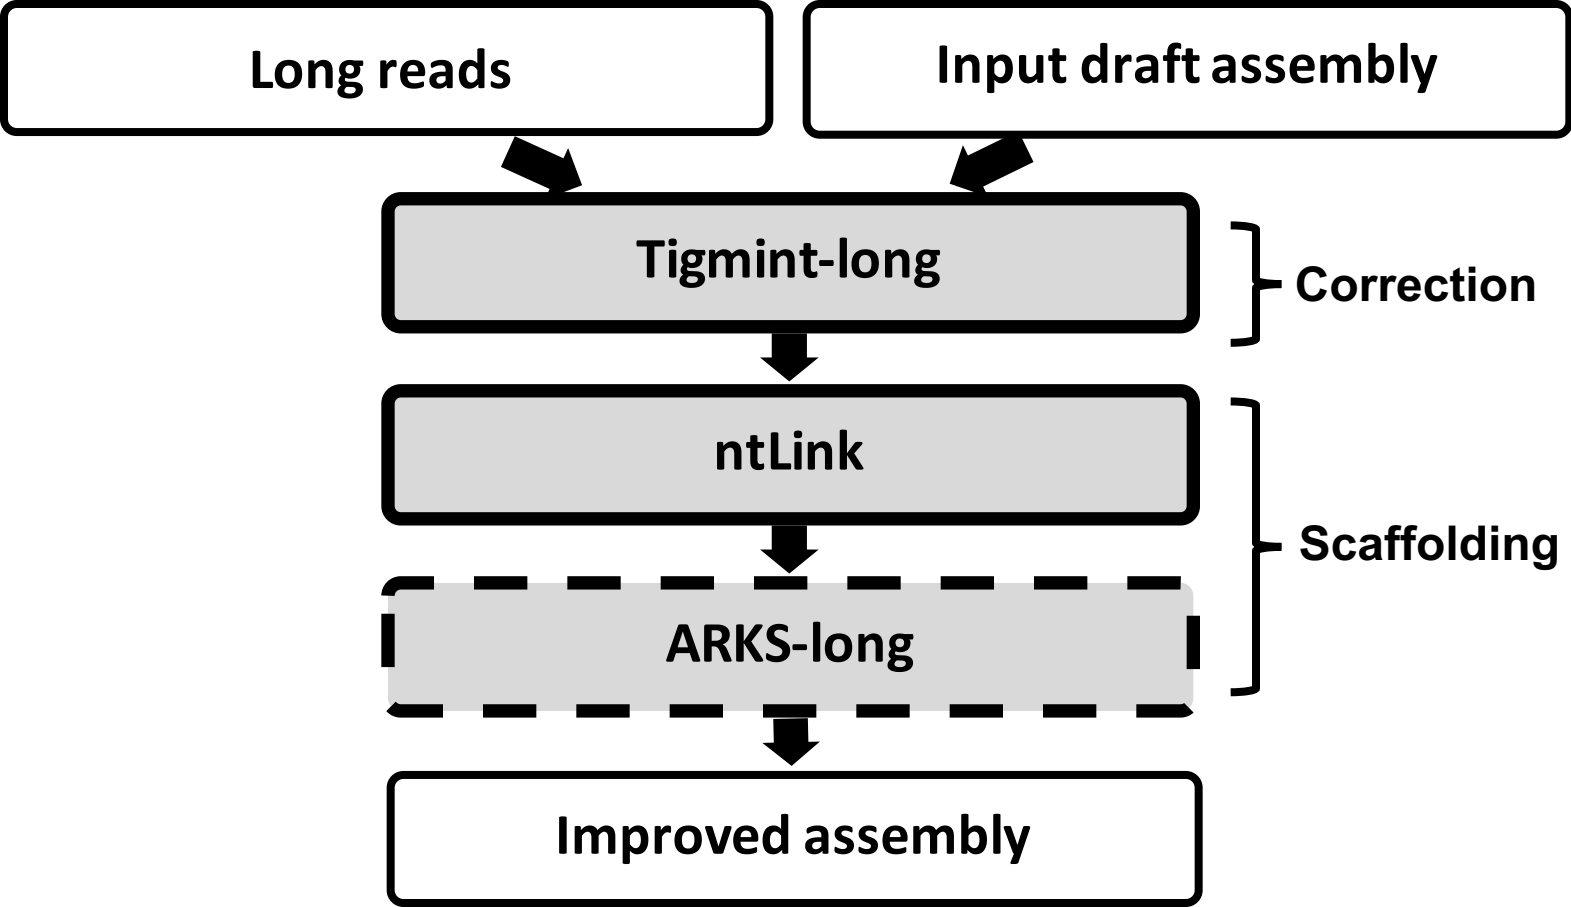 Long reads
Input draft assembly
Tigmint-long
Correction
ntLink
Scaffolding
ARKS-long
Improved assembly